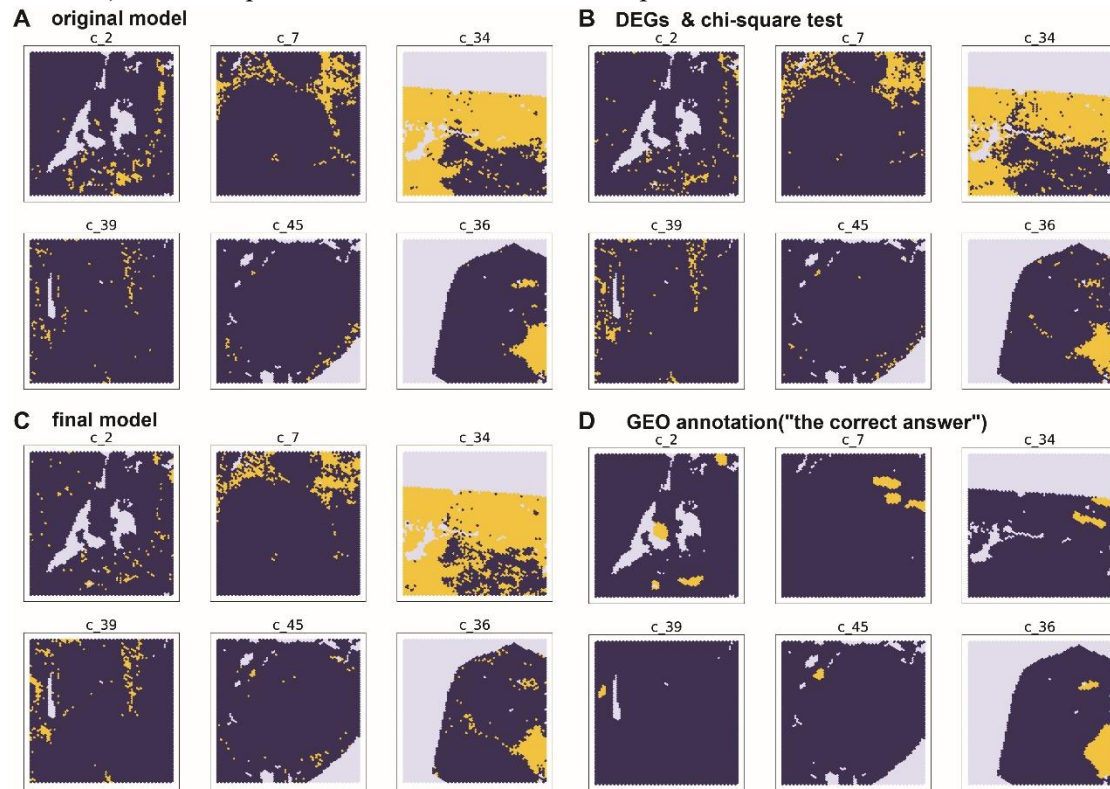 A original model
c_2 c_7 c_34
c_39 c_45 c_36
B DEGs & chi-square test
c_2 c_7 c_34
c_39 c_45 c_36
C final model
c_2 c_7 c_34
c_39 c_45 c_36
D GEO annotation("the correct answer")
c_2 c_7 c_34
c_39 c_45 c_36